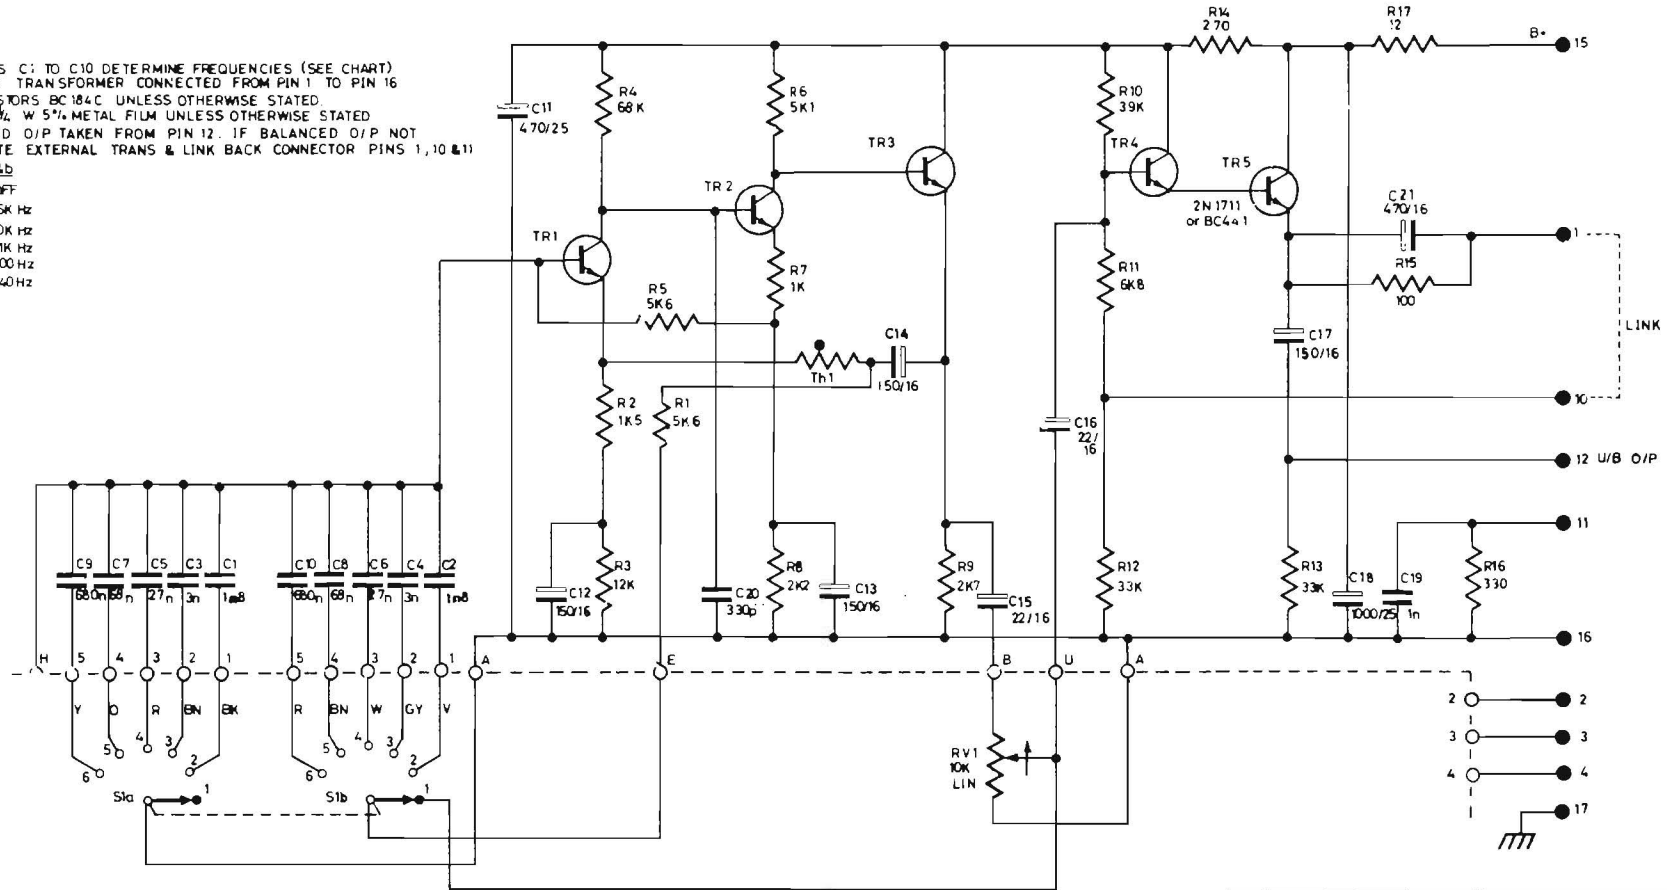 S C1 TO C10 DETERMINE FREQUENCIES (SEE CHART)
TRANSFORMER CONNECTED FROM PIN 1 TO PIN 16
STORS BC184C UNLESS OTHERWISE STATED.
¼ W 5% METAL FILM UNLESS OTHERWISE STATED
D O/P TAKEN FROM PIN 12. IF BALANCED O/P NOT
TE EXTERNAL TRANS & LINK BACK CONNECTOR PINS 1,10 &11
&b
FF
5K Hz
0K Hz
1K Hz
00 Hz
40 Hz
C11
470/25
R4
68K
R6
5K1
TR3
TR2
TR1
R7
1K
R5
5K6
C14
150/16
Th1
R2
1K5
R1
5K6
R10
39K
TR4
R14
270
R17
12
B+
15
TR5
2N1711
or BC441
C21
470/16
1
R15
100
R11
6K8
C17
150/16
LINK
10
C16
22/
16
12 U/B O/P
11
C9
680n
C7
68n
C5
27n
C3
3n
C1
1n8
C10
680n
C8
68n
C6
27n
C4
3n
C2
1n8
C12
150/16
R3
12K
C20
330p
R8
2K2
C13
150/16
R9
2K7
C15
22/16
R12
33K
R13
33K
C18
1000/25
C19
1n
R16
330
16
H 5 4 3 2 1 5 4 3 2 1 A E B U A
Y O R BN BK R BN W GY V
6 5 4 3 2
6 5 4 3 2
S1a 1
S1b 1
RV1
10K
LIN
2 2
3 3
4 4
17